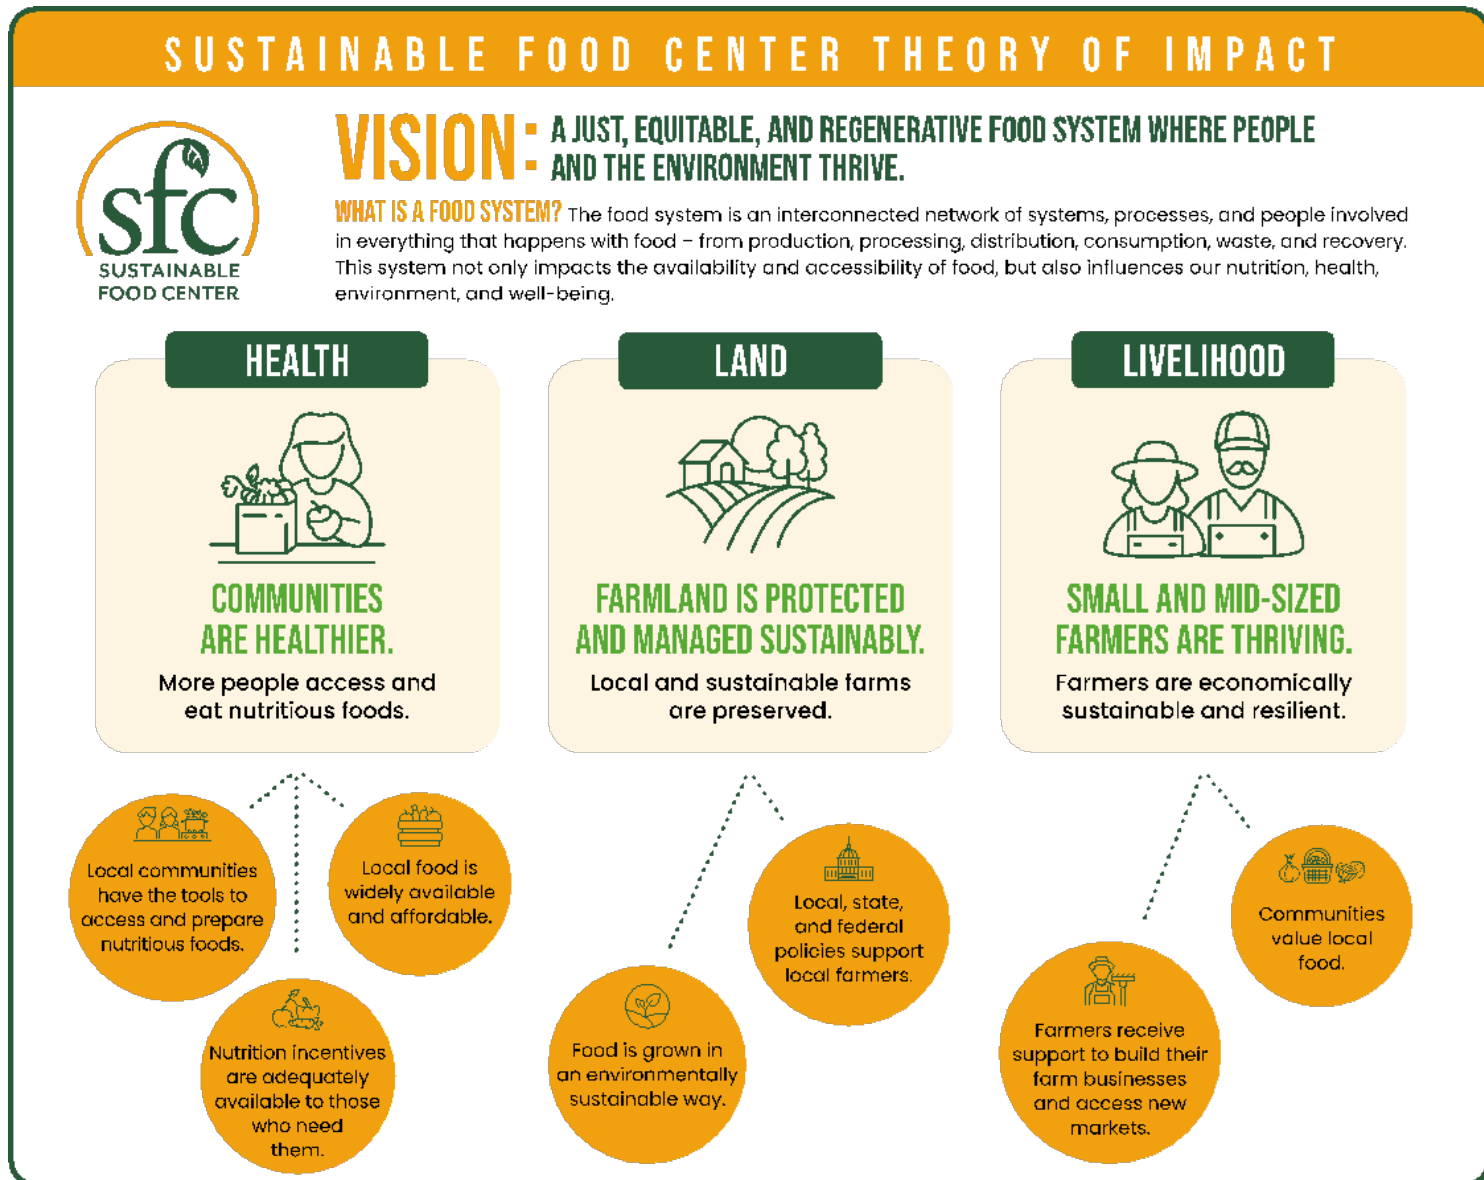 SUSTAINABLE FOOD CENTER THEORY OF IMPACT
sfc
SUSTAINABLE
FOOD CENTER
VISION: A JUST, EQUITABLE, AND REGENERATIVE FOOD SYSTEM WHERE PEOPLE
AND THE ENVIRONMENT THRIVE.
WHAT IS A FOOD SYSTEM? The food system is an interconnected network of systems, processes, and people involved
in everything that happens with food – from production, processing, distribution, consumption, waste, and recovery.
This system not only impacts the availability and accessibility of food, but also influences our nutrition, health,
environment, and well-being.
HEALTH
COMMUNITIES
ARE HEALTHIER.
More people access and
eat nutritious foods.
LAND
FARMLAND IS PROTECTED
AND MANAGED SUSTAINABLY.
Local and sustainable farms
are preserved.
LIVELIHOOD
SMALL AND MID-SIZED
FARMERS ARE THRIVING.
Farmers are economically
sustainable and resilient.
Local communities
have the tools to
access and prepare
nutritious foods.
Nutrition incentives
are adequately
available to those
who need
them.
Local food is
widely available
and affordable.
Food is grown in
an environmentally
sustainable way.
Local, state,
and federal
policies support
local farmers.
Farmers receive
support to build their
farm businesses
and access new
markets.
Communities
value local
food.